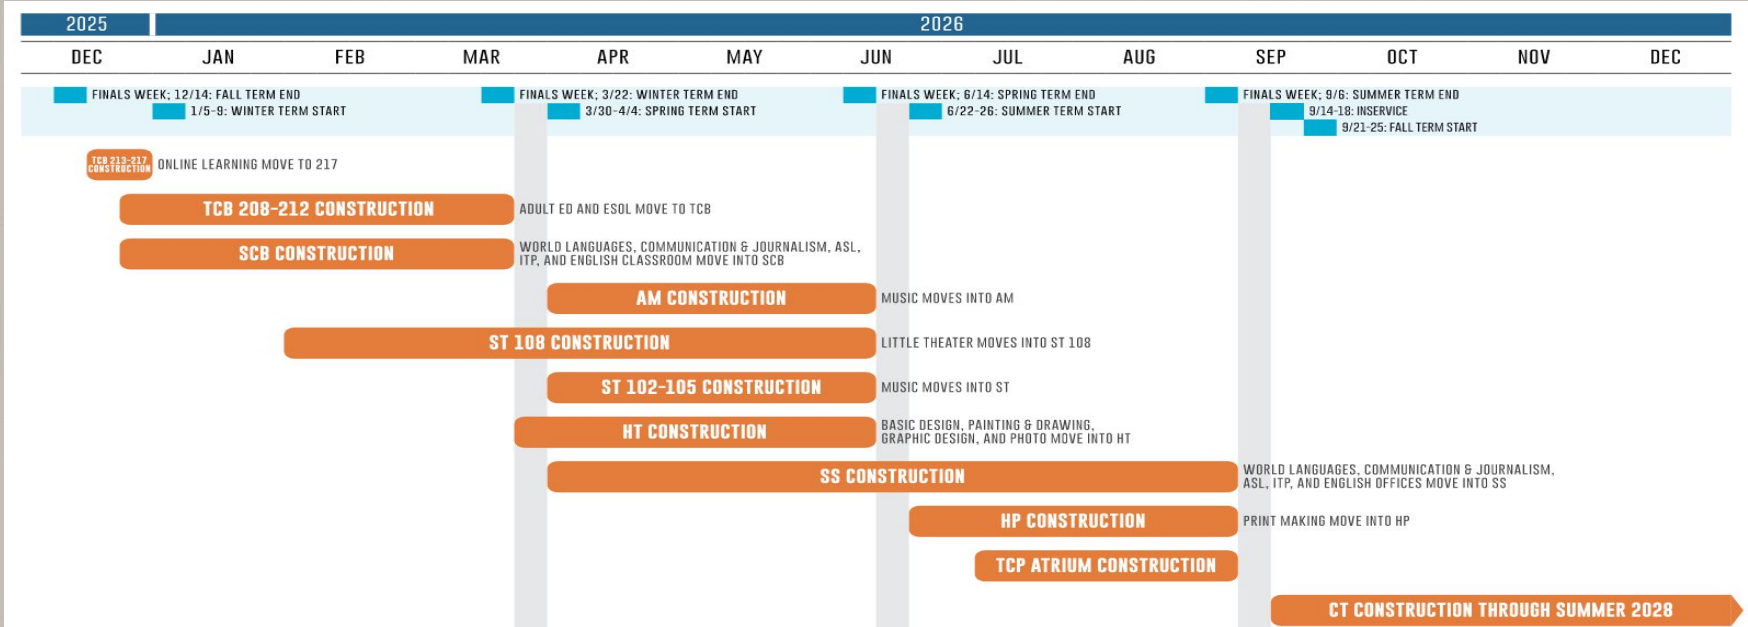 2025
2026
DEC JAN FEB MAR APR MAY JUN JUL AUG SEP OCT NOV DEC
FINALS WEEK; 12/14: FALL TERM END
FINALS WEEK; 3/22: WINTER TERM END
FINALS WEEK; 6/14: SPRING TERM END
FINALS WEEK; 9/6: SUMMER TERM END
1/5-9: WINTER TERM START
3/30-4/4: SPRING TERM START
6/22-26: SUMMER TERM START
9/14-18: INSERVICE
9/21-25: FALL TERM START
TCB 213-217
CONSTRUCTION
ONLINE LEARNING MOVE TO 217
TCB 208-212 CONSTRUCTION
ADULT ED AND ESOL MOVE TO TCB
SCB CONSTRUCTION
WORLD LANGUAGES, COMMUNICATION & JOURNALISM, ASL,
ITP, AND ENGLISH CLASSROOM MOVE INTO SCB
AM CONSTRUCTION
MUSIC MOVES INTO AM
ST 108 CONSTRUCTION
LITTLE THEATER MOVES INTO ST 108
ST 102-105 CONSTRUCTION
MUSIC MOVES INTO ST
HT CONSTRUCTION
BASIC DESIGN, PAINTING & DRAWING,
GRAPHIC DESIGN, AND PHOTO MOVE INTO HT
SS CONSTRUCTION
WORLD LANGUAGES, COMMUNICATION & JOURNALISM,
ASL, ITP, AND ENGLISH OFFICES MOVE INTO SS
HP CONSTRUCTION
PRINT MAKING MOVE INTO HP
TCP ATRIUM CONSTRUCTION
CT CONSTRUCTION THROUGH SUMMER 2028